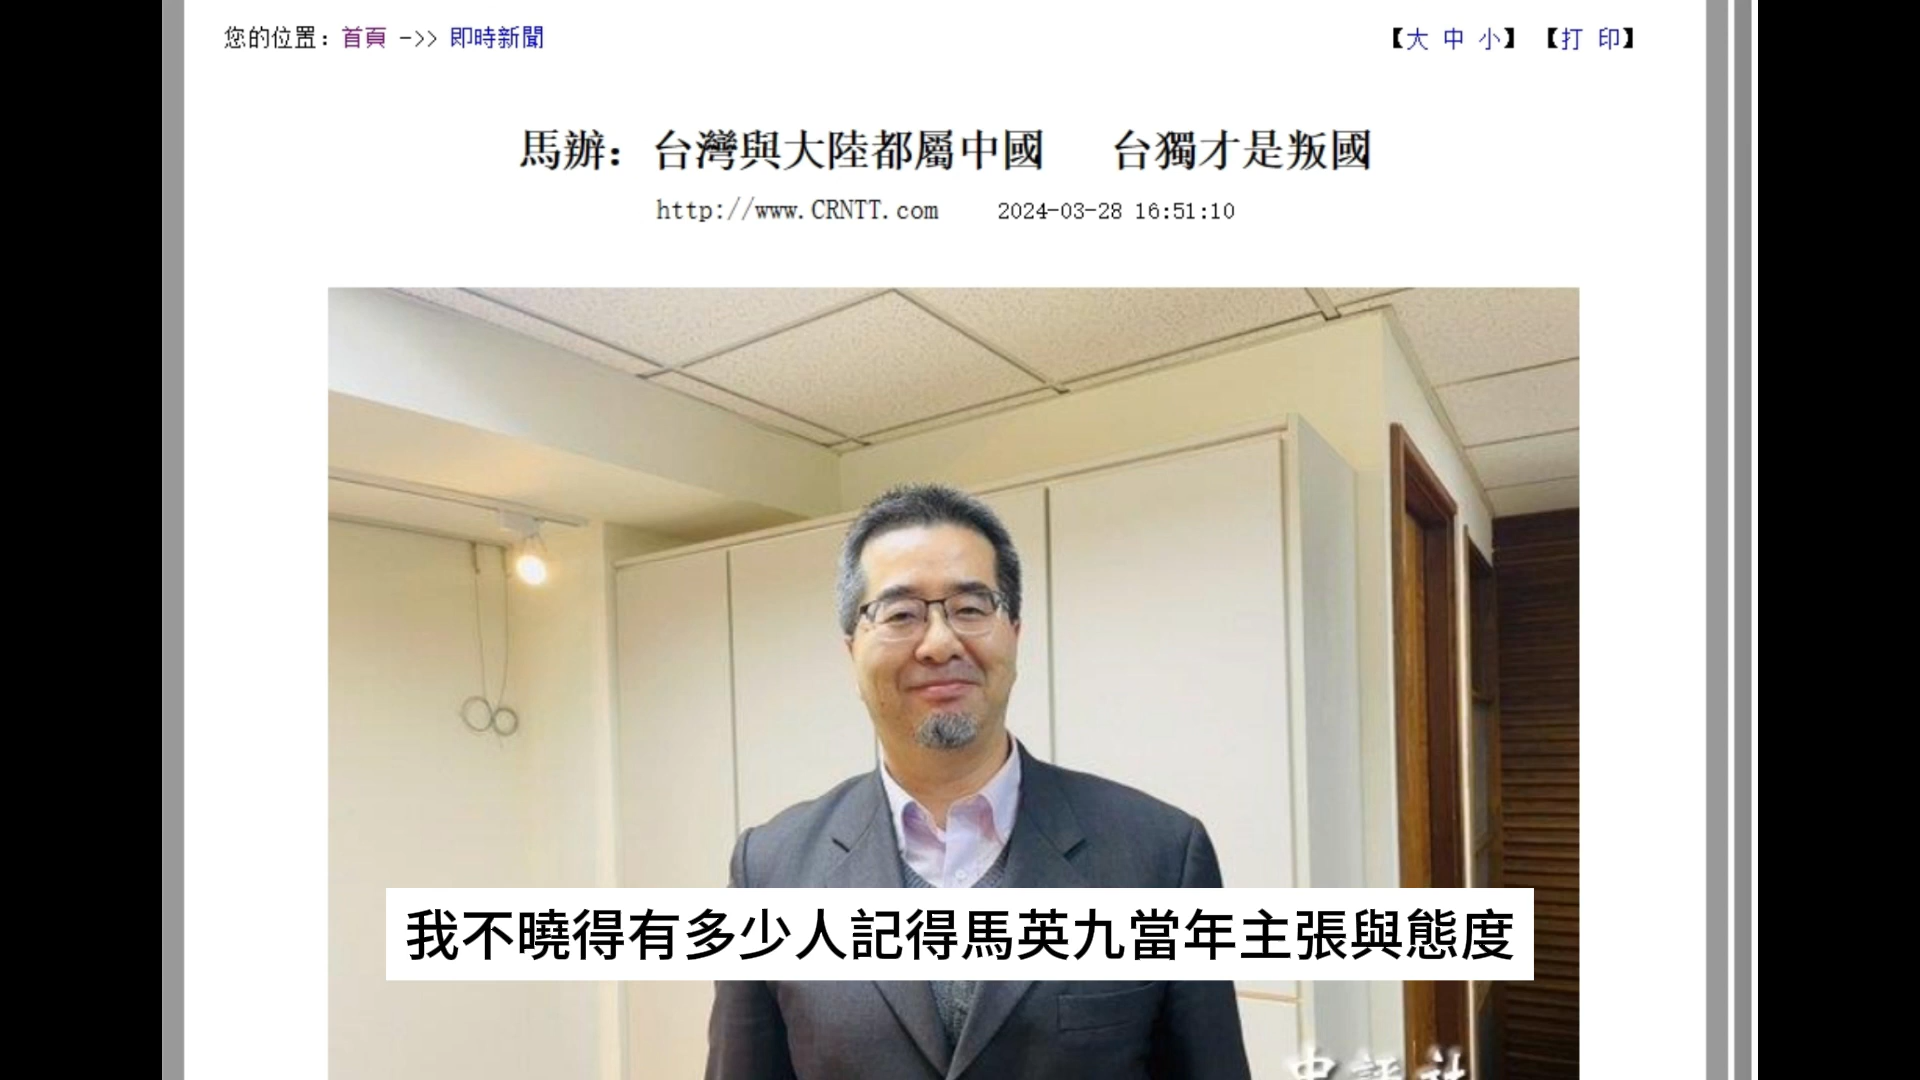 您的位置：首頁 ->> 即時新聞
【大 中 小】 【打 印】
馬辦：台灣與大陸都屬中國 台獨才是叛國
http://www.CRNTT.com 2024-03-28 16:51:10
我不曉得有多少人記得馬英九當年主張與態度
中評社